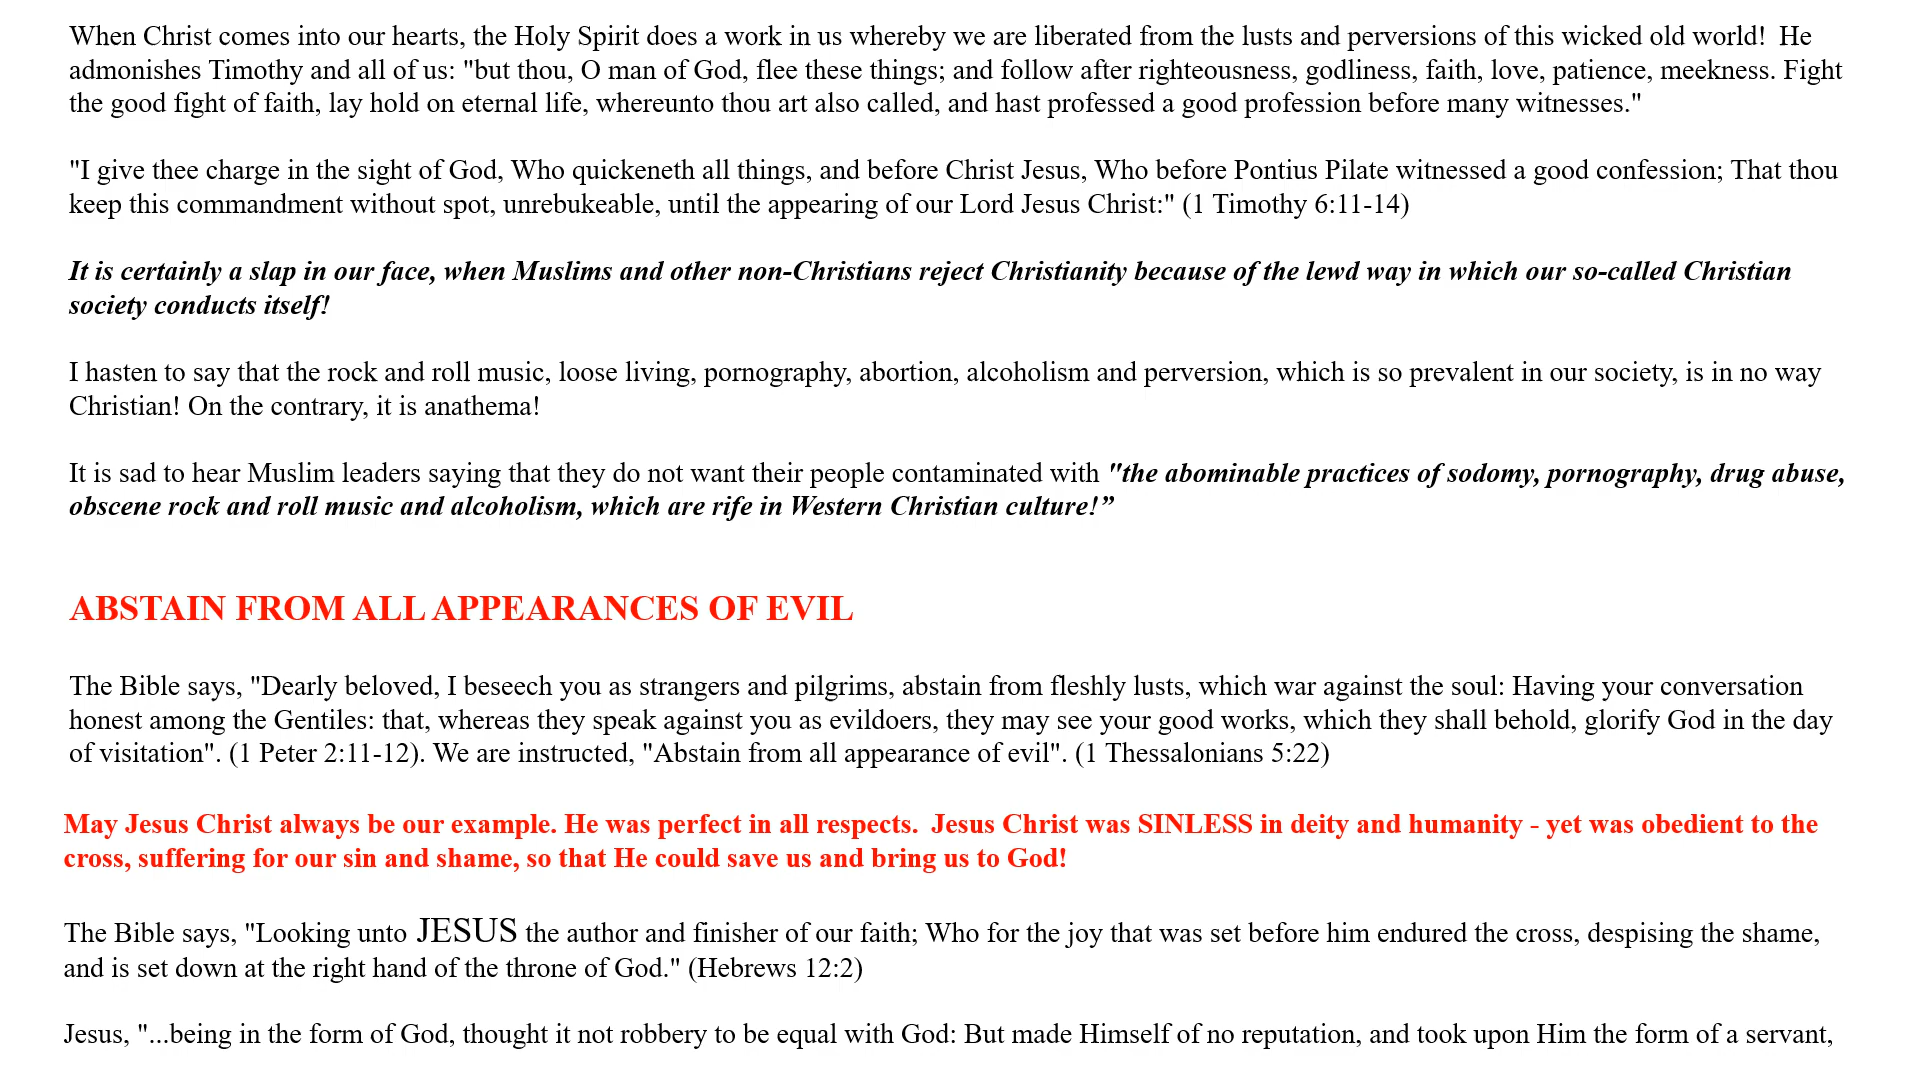 When Christ comes into our hearts, the Holy Spirit does a work in us whereby we are liberated from the lusts and perversions of this wicked old world!  He
admonishes Timothy and all of us: "but thou, O man of God, flee these things; and follow after righteousness, godliness, faith, love, patience, meekness. Fight
the good fight of faith, lay hold on eternal life, whereunto thou art also called, and hast professed a good profession before many witnesses."
"I give thee charge in the sight of God, Who quickeneth all things, and before Christ Jesus, Who before Pontius Pilate witnessed a good confession; That thou
keep this commandment without spot, unrebukeable, until the appearing of our Lord Jesus Christ:" (1 Timothy 6:11-14)
It is certainly a slap in our face, when Muslims and other non-Christians reject Christianity because of the lewd way in which our so-called Christian
society conducts itself!
I hasten to say that the rock and roll music, loose living, pornography, abortion, alcoholism and perversion, which is so prevalent in our society, is in no way
Christian! On the contrary, it is anathema!
It is sad to hear Muslim leaders saying that they do not want their people contaminated with "the abominable practices of sodomy, pornography, drug abuse,
obscene rock and roll music and alcoholism, which are rife in Western Christian culture!”
ABSTAIN FROM ALL APPEARANCES OF EVIL
The Bible says, "Dearly beloved, I beseech you as strangers and pilgrims, abstain from fleshly lusts, which war against the soul: Having your conversation
honest among the Gentiles: that, whereas they speak against you as evildoers, they may see your good works, which they shall behold, glorify God in the day
of visitation". (1 Peter 2:11-12). We are instructed, "Abstain from all appearance of evil". (1 Thessalonians 5:22)
May Jesus Christ always be our example. He was perfect in all respects.  Jesus Christ was SINLESS in deity and humanity - yet was obedient to the
cross, suffering for our sin and shame, so that He could save us and bring us to God!
The Bible says, "Looking unto JESUS the author and finisher of our faith; Who for the joy that was set before him endured the cross, despising the shame,
and is set down at the right hand of the throne of God." (Hebrews 12:2)
Jesus, "...being in the form of God, thought it not robbery to be equal with God: But made Himself of no reputation, and took upon Him the form of a servant,